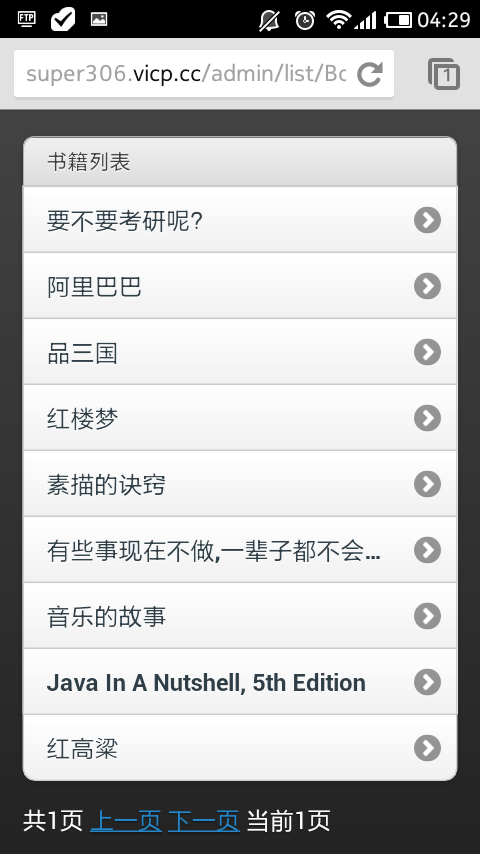 FTP
04:29
super306.vicp.cc/admin/list/Bo
1
书籍列表
要不要考研呢?
阿里巴巴
品三国
红楼梦
素描的诀窍
有些事现在不做,一辈子都不会...
音乐的故事
Java In A Nutshell, 5th Edition
红高粱
共1页 上一页 下一页 当前1页